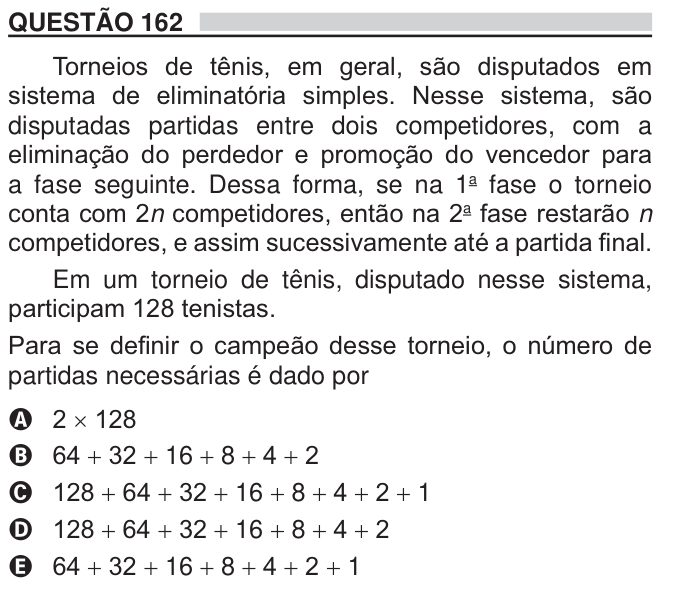 QUESTÃO 162
Torneios de tênis, em geral, são disputados em
sistema de eliminatória simples. Nesse sistema, são
disputadas partidas entre dois competidores, com a
eliminação do perdedor e promoção do vencedor para
a fase seguinte. Dessa forma, se na 1ª fase o torneio
conta com 2n competidores, então na 2ª fase restarão n
competidores, e assim sucessivamente até a partida final.
Em um torneio de tênis, disputado nesse sistema,
participam 128 tenistas.
Para se definir o campeão desse torneio, o número de
partidas necessárias é dado por
A 2 × 128
B 64 + 32 + 16 + 8 + 4 + 2
C 128 + 64 + 32 + 16 + 8 + 4 + 2 + 1
D 128 + 64 + 32 + 16 + 8 + 4 + 2
E 64 + 32 + 16 + 8 + 4 + 2 + 1